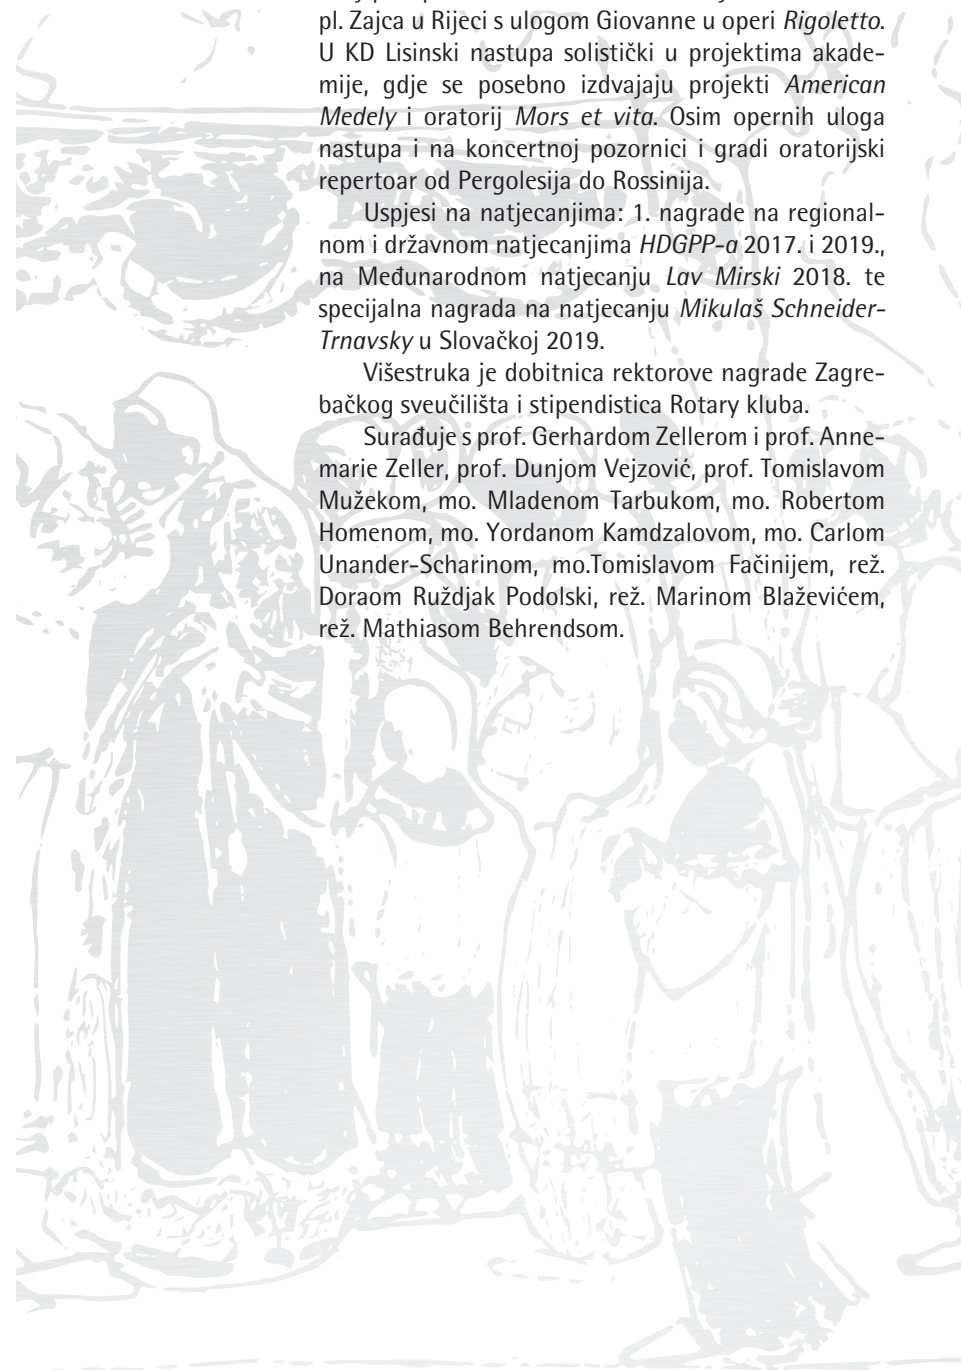 pl. Zajca u Rijeci s ulogom Giovanne u operi Rigoletto.
U KD Lisinski nastupa solistički u projektima akade-
mije, gdje se posebno izdvajaju projekti American
Medely i oratorij Mors et vita. Osim opernih uloga
nastupa i na koncertnoj pozornici i gradi oratorijski
repertoar od Pergolesija do Rossinija.
Uspjesi na natjecanjima: 1. nagrade na regional-
nom i državnom natjecanjima HDGPP-a 2017. i 2019.,
na Međunarodnom natjecanju Lav Mirski 2018. te
specijalna nagrada na natjecanju Mikulaš Schneider-
Trnavsky u Slovačkoj 2019.
Višestruka je dobitnica rektorove nagrade Zagre-
bačkog sveučilišta i stipendistica Rotary kluba.
Surađuje s prof. Gerhardom Zellerom i prof. Anne-
marie Zeller, prof. Dunjom Vejzović, prof. Tomislavom
Mužekom, mo. Mladenom Tarbukom, mo. Robertom
Homenom, mo. Yordanom Kamdzalovom, mo. Carlom
Unander-Scharinom, mo.Tomislavom Fačinijem, rež.
Doraom Ruždjak Podolski, rež. Marinom Blaževićem,
rež. Mathiasom Behrendsom.